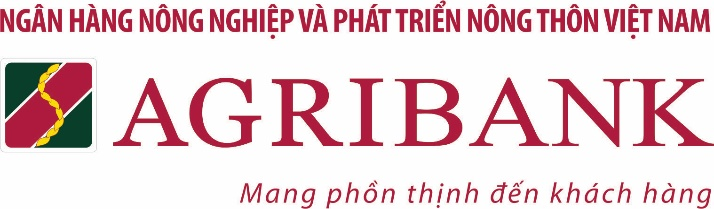 NGÂN HÀNG NÔNG NGHIỆP VÀ PHÁT TRIỂN NÔNG THÔN VIỆT NAM
AGRIBANK
Mang phồn thịnh đến khách hàng